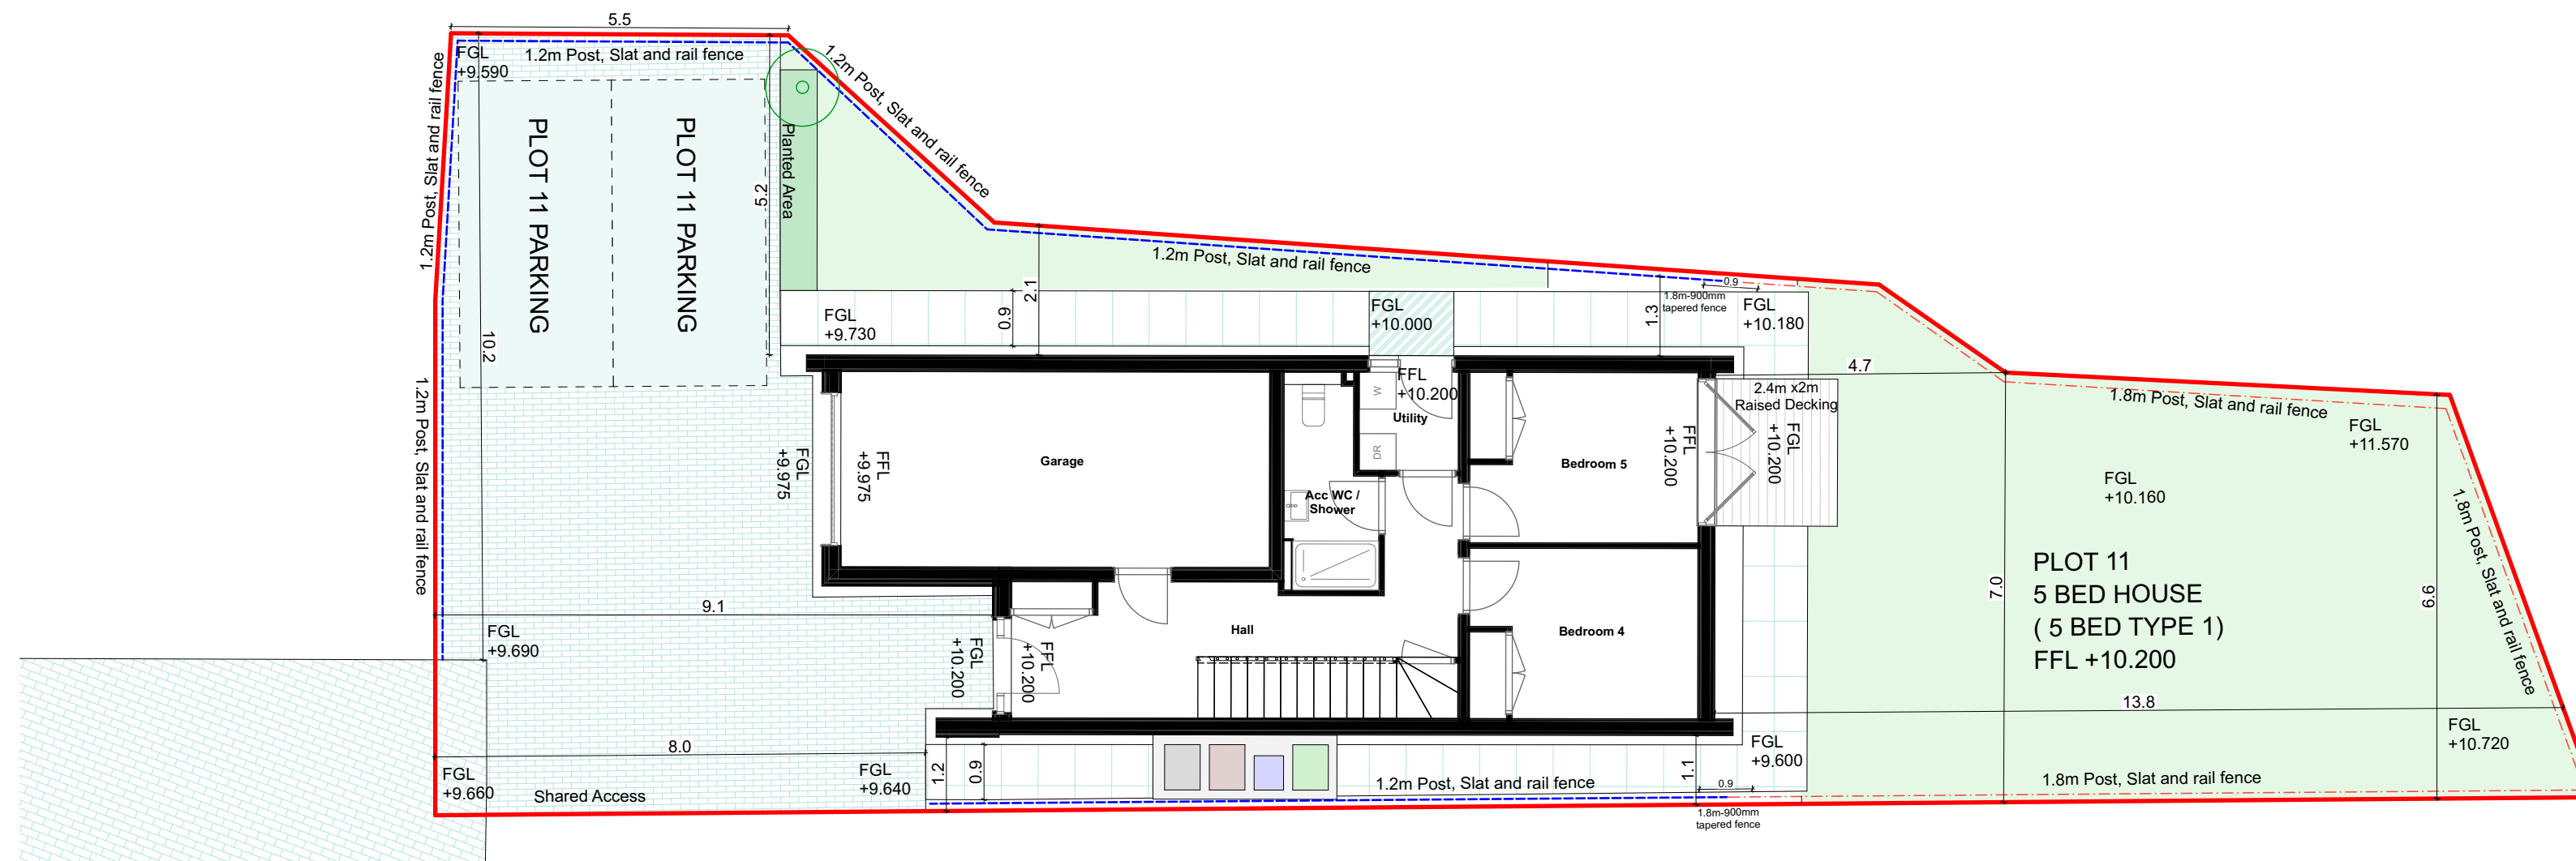 5.5
FGL
+9.590
1.2m Post, Slat and rail fence
1.2m Post, Slat and rail fence
1.2m Post, Slat and rail fence
PLOT 11 PARKING
PLOT 11 PARKING
5.2
Planted Area
10.2
1.2m Post, Slat and rail fence
2.1
0.9
FGL
+9.730
FGL
+10.000
1.3
0.9
1.8m-900mm
tapered fence
FGL
+10.180
4.7
2.4m x2m
Raised Decking
1.8m Post, Slat and rail fence
FGL
+11.570
1.2m Post, Slat and rail fence
FGL
+9.975
FFL
+9.975
Garage
W
DR
FFL
+10.200
Utility
Acc WC /
Shower
Bedroom 5
FFL
+10.200
FGL
+10.200
FGL
+10.160
1.8m Post, Slat and rail fence
PLOT 11
5 BED HOUSE
( 5 BED TYPE 1)
FFL +10.200
7.0
6.6
9.1
FGL
+9.690
FGL
+10.200
FFL
+10.200
Hall
Bedroom 4
13.8
8.0
FGL
+9.660
Shared Access
FGL
+9.640
1.2
0.9
1.2m Post, Slat and rail fence
1.1
0.9
1.8m-900mm
tapered fence
FGL
+9.600
1.8m Post, Slat and rail fence
FGL
+10.720